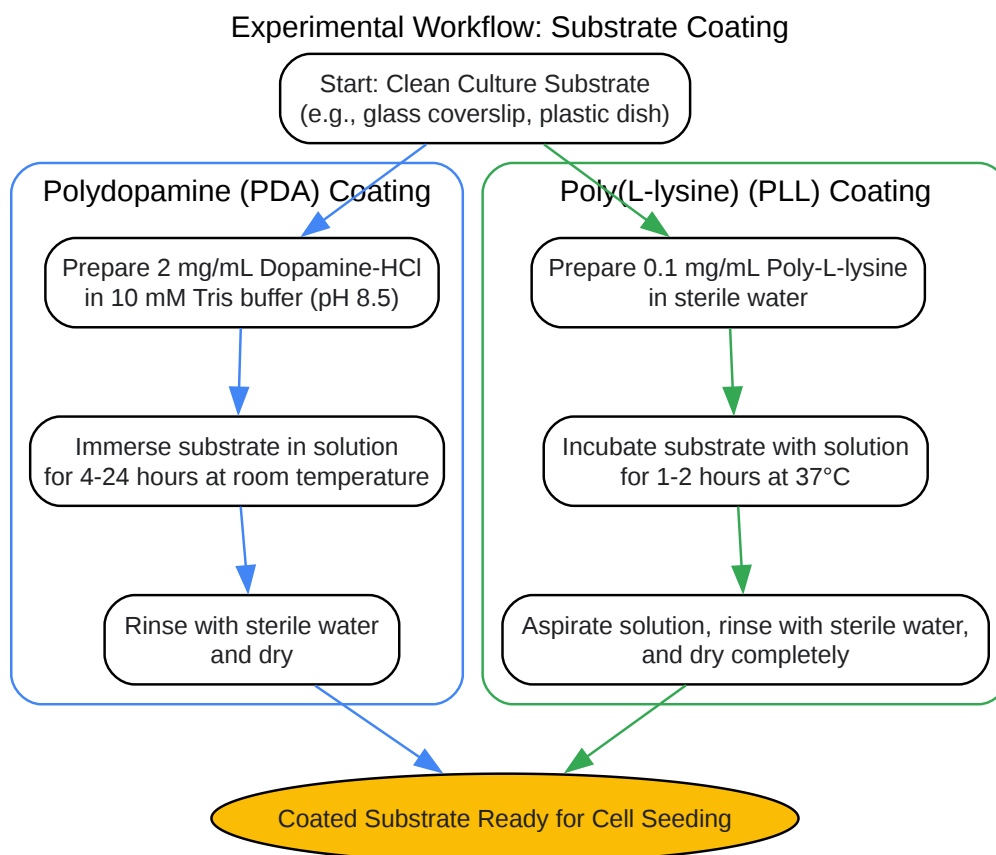 Experimental Workflow: Substrate Coating
Start: Clean Culture Substrate
(e.g., glass coverslip, plastic dish)
Polydopamine (PDA) Coating
Prepare 2 mg/mL Dopamine-HCl
in 10 mM Tris buffer (pH 8.5)
Immerse substrate in solution
for 4-24 hours at room temperature
Rinse with sterile water
and dry
Poly(L-lysine) (PLL) Coating
Prepare 0.1 mg/mL Poly-L-lysine
in sterile water
Incubate substrate with solution
for 1-2 hours at 37°C
Aspirate solution, rinse with sterile water,
and dry completely
Coated Substrate Ready for Cell Seeding